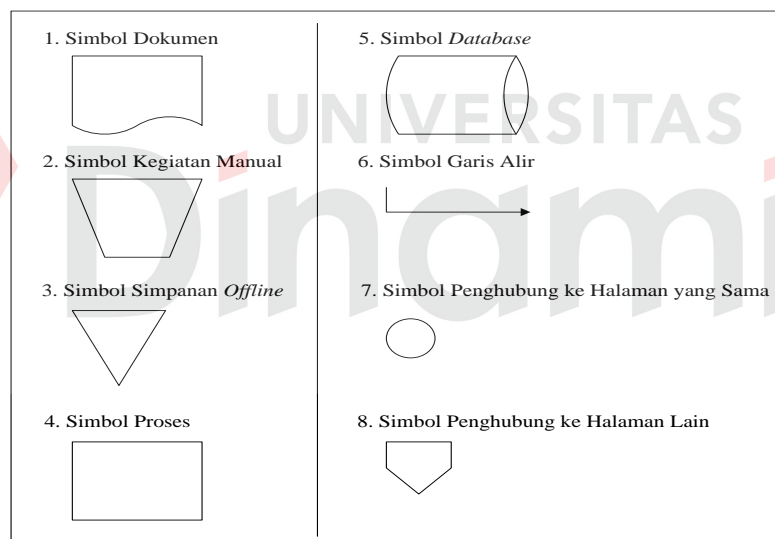 1. Simbol Dokumen
2. Simbol Kegiatan Manual
3. Simbol Simpanan Offline
4. Simbol Proses
5. Simbol Database
6. Simbol Garis Alir
7. Simbol Penghubung ke Halaman yang Sama
8. Simbol Penghubung ke Halaman Lain
UNIVERSITAS
Dinami